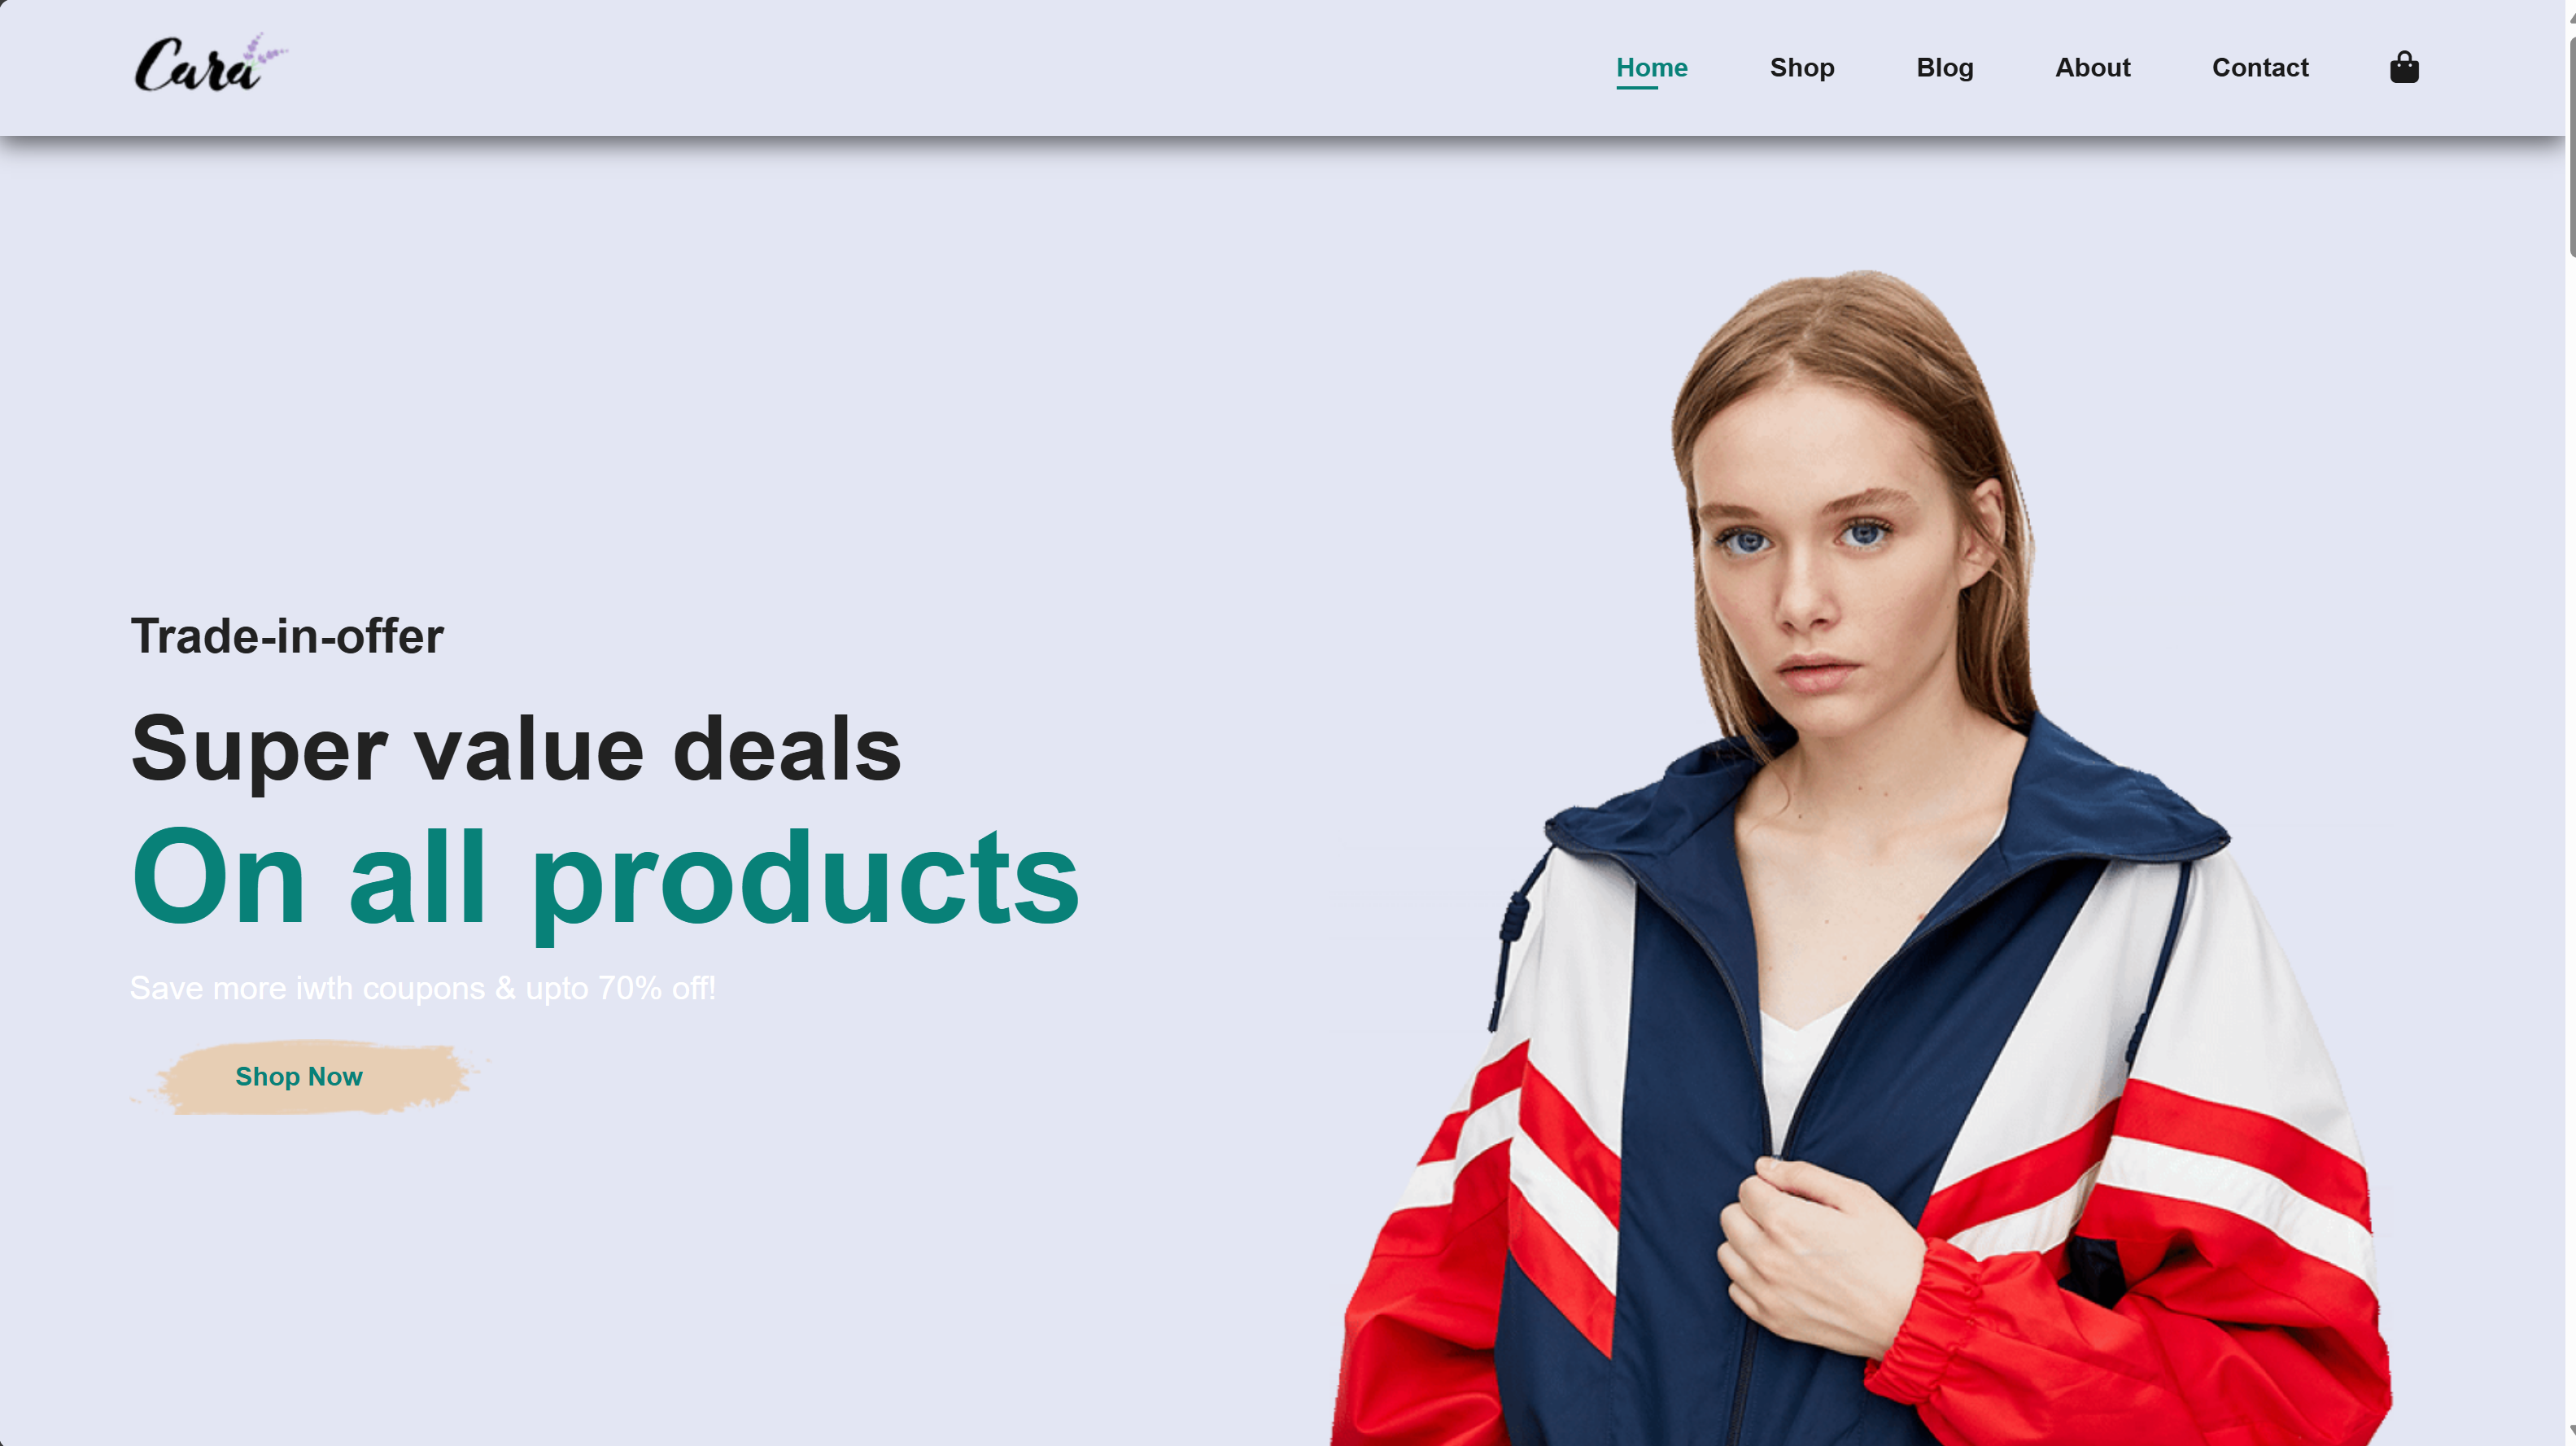 Cara
Home Shop Blog About Contact
Trade-in-offer
Super value deals
On all products
Save more iwth coupons & upto 70% off!
Shop Now